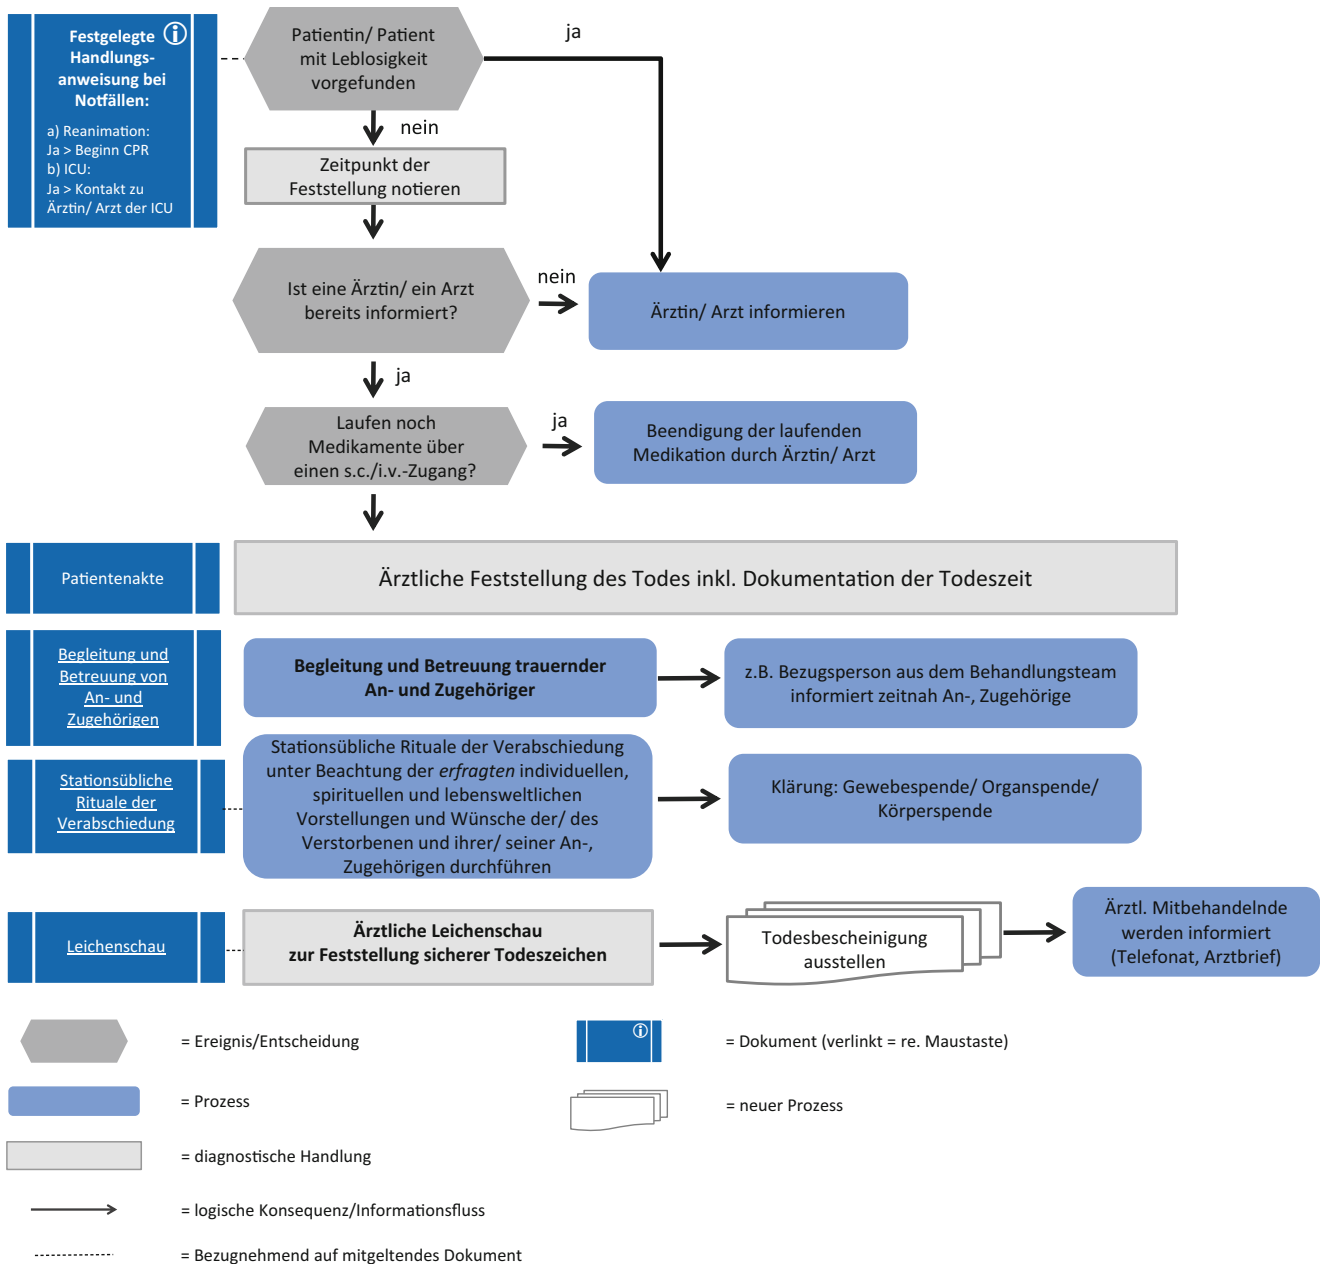 Festgelegte
Handlungs-
anweisung bei
Notfällen:
a) Reanimation:
Ja > Beginn CPR
b) ICU:
Ja > Kontakt zu
Ärztin/ Arzt der ICU
Patientin/ Patient
mit Leblosigkeit
vorgefunden
ja
nein
Zeitpunkt der
Feststellung notieren
Ist eine Ärztin/ ein Arzt
bereits informiert?
nein
Ärztin/ Arzt informieren
ja
Laufen noch
Medikamente über
einen s.c./i.v.-Zugang?
ja
Beendigung der laufenden
Medikation durch Ärztin/ Arzt
Patientenakte
Ärztliche Feststellung des Todes inkl. Dokumentation der Todeszeit
Begleitung und
Betreuung von
An- und
Zugehörigen
Begleitung und Betreuung trauernder
An- und Zugehöriger
z.B. Bezugsperson aus dem Behandlungsteam
informiert zeitnah An-, Zugehörige
Stationsübliche
Rituale der
Verabschiedung
Stationsübliche Rituale der Verabschiedung
unter Beachtung der erfragten individuellen,
spirituellen und lebensweltlichen
Vorstellungen und Wünsche der/ des
Verstorbenen und ihrer/ seiner An-,
Zugehörigen durchführen
Klärung: Gewebespende/ Organspende/
Körperspende
Leichenschau
Ärztliche Leichenschau
zur Feststellung sicherer Todeszeichen
Todesbescheinigung
ausstellen
Ärztl. Mitbehandelnde
werden informiert
(Telefonat, Arztbrief)
= Ereignis/Entscheidung
= Dokument (verlinkt = re. Maustaste)
= Prozess
= neuer Prozess
= diagnostische Handlung
= logische Konsequenz/Informationsfluss
= Bezugnehmend auf mitgeltendes Dokument